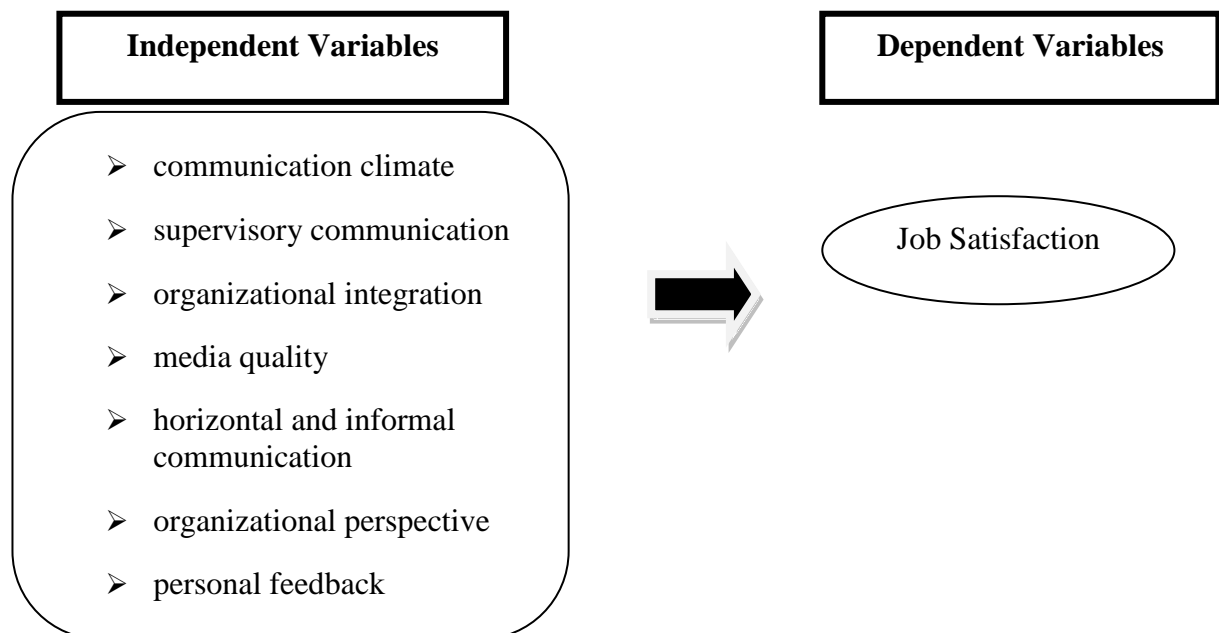 Independent Variables
Dependent Variables
➢ communication climate
➢ supervisory communication
➢ organizational integration
➢ media quality
➢ horizontal and informal
communication
➢ organizational perspective
➢ personal feedback
Job Satisfaction